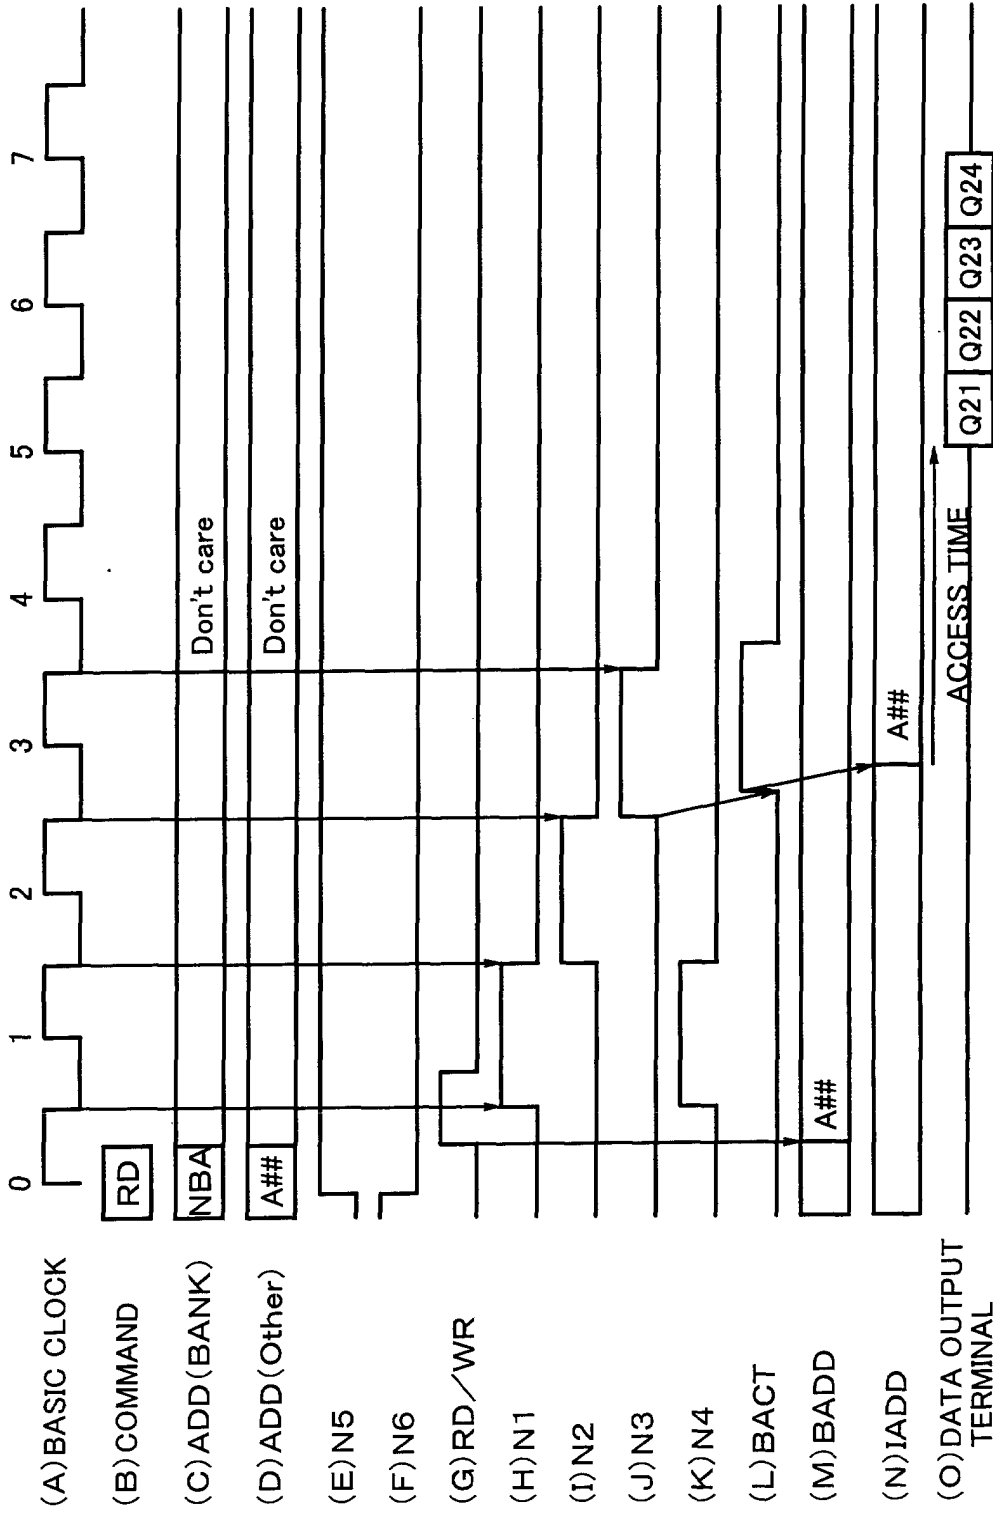 0 1 2 3 4 5 6 7
(A)BASIC CLOCK
(B)COMMAND
RD
(C)ADD(BANK)
NBA
Don't care
(D)ADD(Other)
A##
Don't care
(E)N5
(F)N6
(G)RD/WR
(H)N1
(I)N2
(J)N3
(K)N4
(L)BACT
(M)BADD
A##
(N)IADD
A##
ACCESS TIME
(O)DATA OUTPUT
TERMINAL
Q21 Q22 Q23 Q24